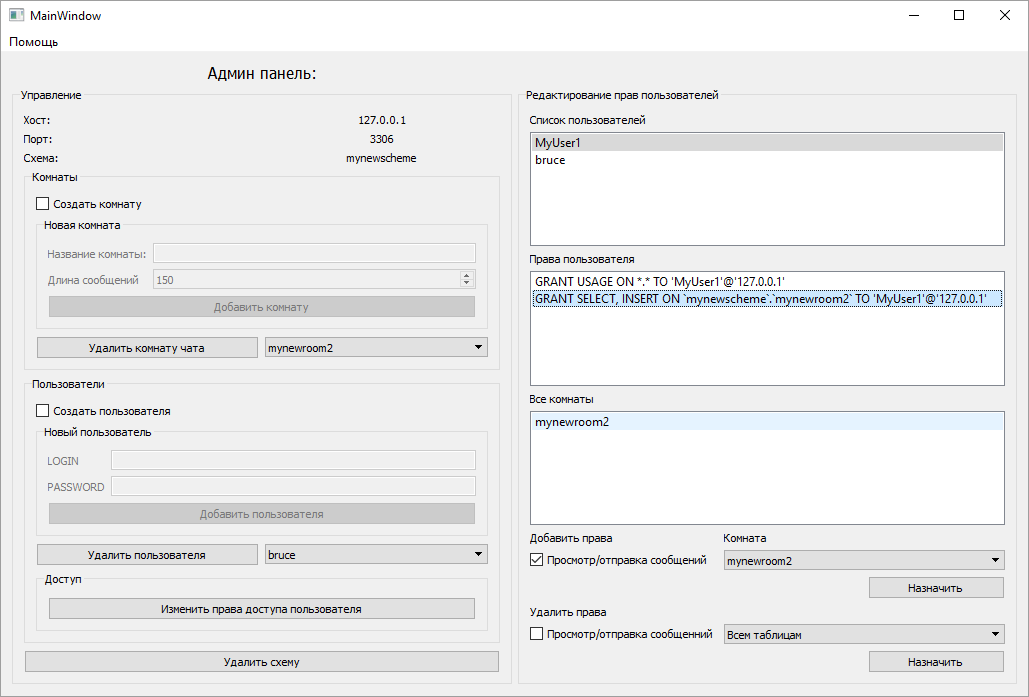 MainWindow
Помощь
Админ панель:
Управление
Хост: 127.0.0.1
Порт: 3306
Схема: mynewscheme
Комнаты
Создать комнату
Новая комната
Название комнаты:
Длина сообщений 150
Добавить комнату
Удалить комнату чата mynewroom2
Пользователи
Создать пользователя
Новый пользователь
LOGIN
PASSWORD
Добавить пользователя
Удалить пользователя bruce
Доступ
Изменить права доступа пользователя
Удалить схему
Редактирование прав пользователей
Список пользователей
MyUser1
bruce
Права пользователя
GRANT USAGE ON *.* TO 'MyUser1'@'127.0.0.1'
GRANT SELECT, INSERT ON `mynewscheme`.`mynewroom2` TO 'MyUser1'@'127.0.0.1'
Все комнаты
mynewroom2
Добавить права Комната
Просмотр/отправка сообщений mynewroom2
Назначить
Удалить права
Просмотр/отправка сообщенний Всем таблицам
Назначить